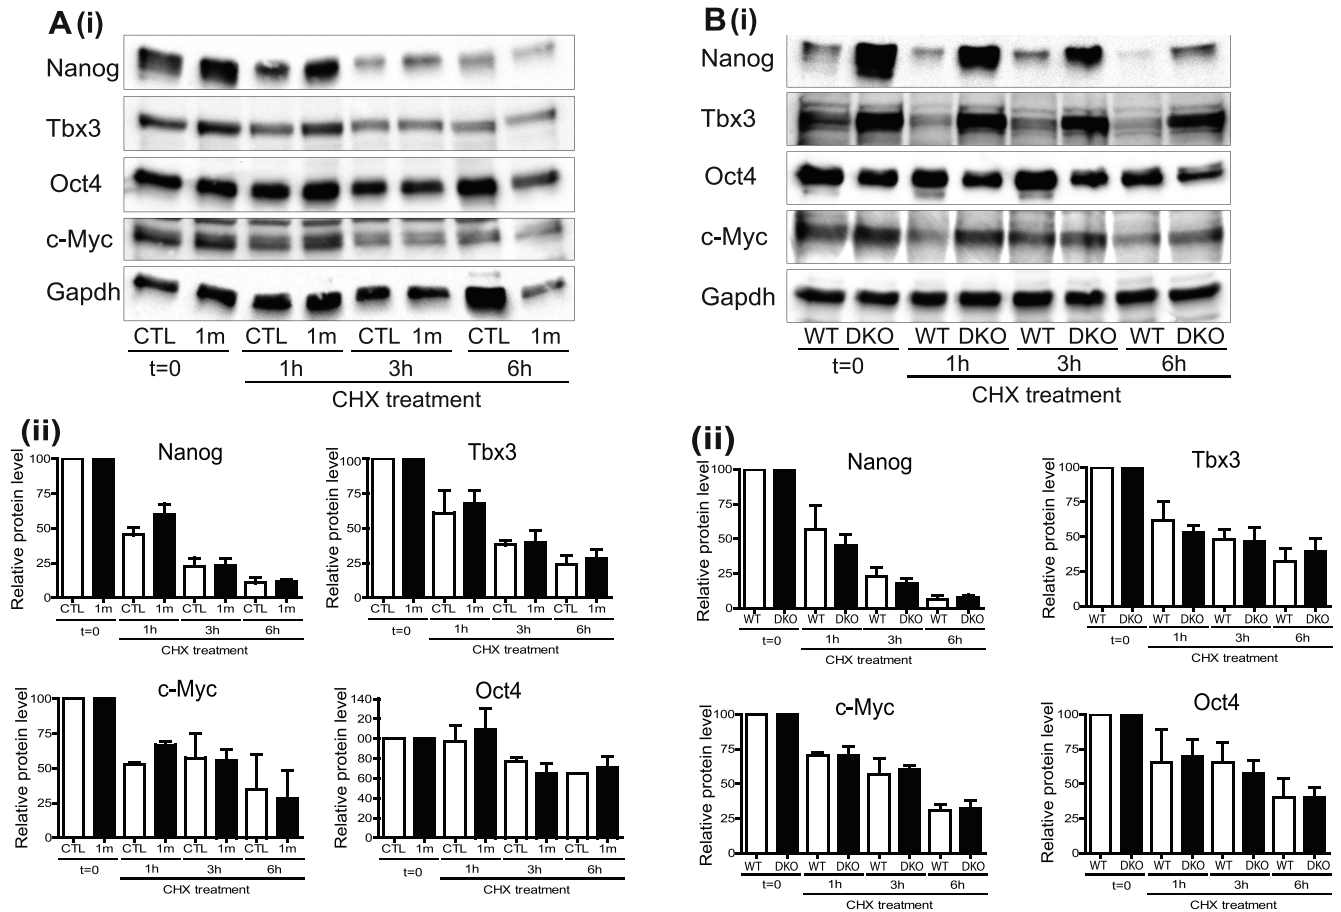 A (i)
Nanog
Tbx3
Oct4
c-Myc
Gapdh
CTL 1m CTL 1m CTL 1m CTL 1m
t=0 1h 3h 6h
CHX treatment
B (i)
Nanog
Tbx3
Oct4
c-Myc
Gapdh
WT DKO WT DKO WT DKO WT DKO
t=0 1h 3h 6h
CHX treatment
(ii)
Nanog
Relative protein level
100
75
50
25
0
CTL 1m CTL 1m CTL 1m CTL 1m
t=0 1h 3h 6h
CHX treatment
Tbx3
Relative protein level
100
75
50
25
0
CTL 1m CTL 1m CTL 1m CTL 1m
t=0 1h 3h 6h
CHX treatment
c-Myc
Relative protein level
100
75
50
25
0
CTL 1m CTL 1m CTL 1m CTL 1m
t=0 1h 3h 6h
CHX treatment
Oct4
Relative protein level
140
20
00
80
60
40
20
0
CTL 1m CTL 1m CTL 1m CTL 1m
t=0 1h 3h 6h
CHX treatment
(ii)
Nanog
Relative protein level
100
75
50
25
0
WT DKO WT DKO WT DKO WT DKO
t=0 1h 3h 6h
CHX treatment
Tbx3
Relative protein level
100
75
50
25
0
WT DKO WT DKO WT DKO WT DKO
t=0 1h 3h 6h
CHX treatment
c-Myc
Relative protein level
100
75
50
25
0
WT DKO WT DKO WT DKO WT DKO
t=0 1h 3h 6h
CHX treatment
Oct4
Relative protein level
100
75
50
25
0
WT DKO WT DKO WT DKO WT DKO
t=0 1h 3h 6h
CHX treatment